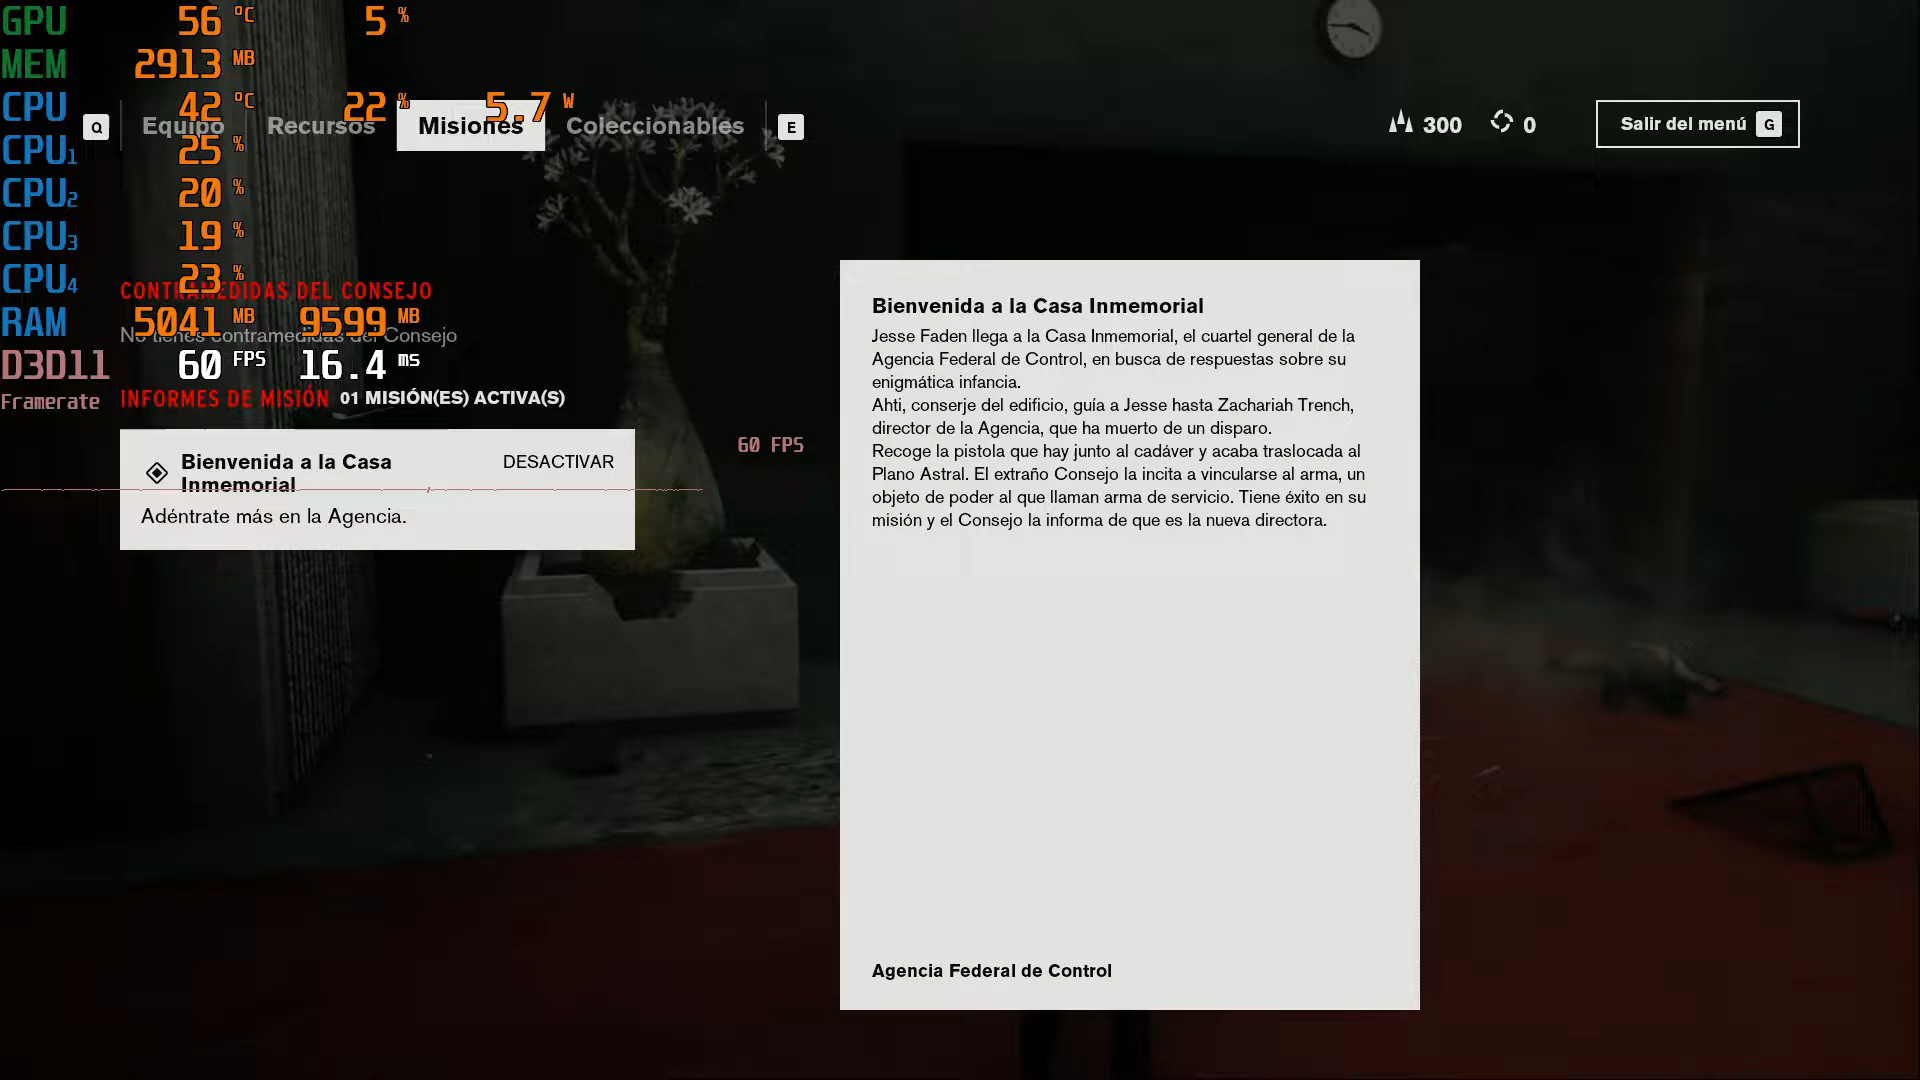 GPU 56 °C 5 %
MEM 2913 MB
CPU 42 °C 22 % 5.7 W
Q Equipo Recursos Misiones Coleccionables E
300 0 Salir del menú G
CPU1 25 %
CPU2 20 %
CPU3 19 %
CPU4 23 %
CONTRAMEDIDAS DEL CONSEJO
RAM 5041 MB 9599 MB
No tienes contramedidas del Consejo
D3D11 60 FPS 16.4 ms
Framerate
INFORMES DE MISIÓN 01 MISIÓN(ES) ACTIVA(S)
60 FPS
Bienvenida a la Casa
Inmemorial
DESACTIVAR
Adéntrate más en la Agencia.
Bienvenida a la Casa Inmemorial
Jesse Faden llega a la Casa Inmemorial, el cuartel general de la
Agencia Federal de Control, en busca de respuestas sobre su
enigmática infancia.
Ahti, conserje del edificio, guía a Jesse hasta Zachariah Trench,
director de la Agencia, que ha muerto de un disparo.
Recoge la pistola que hay junto al cadáver y acaba traslocada al
Plano Astral. El extraño Consejo la incita a vincularse al arma, un
objeto de poder al que llaman arma de servicio. Tiene éxito en su
misión y el Consejo la informa de que es la nueva directora.
Agencia Federal de Control